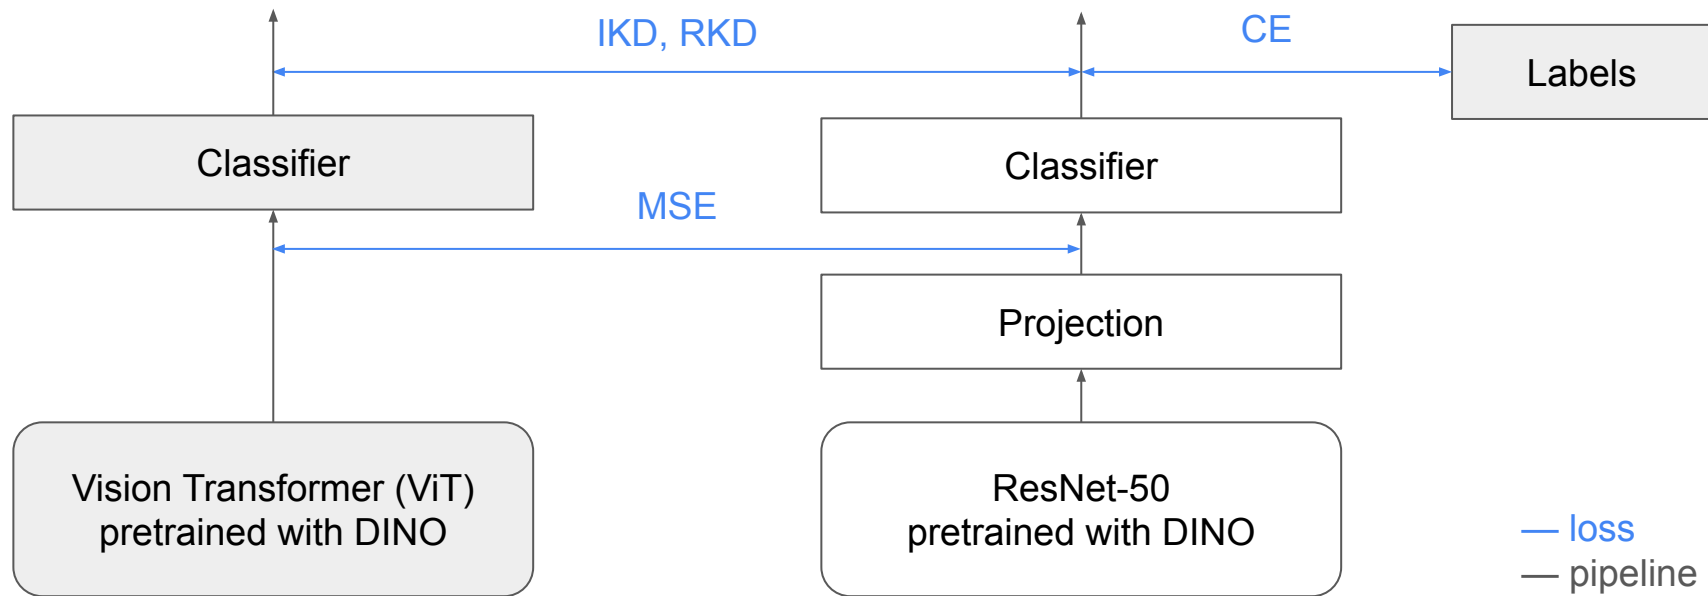 IKD, RKD
CE
Labels
Classifier
Classifier
MSE
Projection
Vision Transformer (ViT)
pretrained with DINO
ResNet-50
pretrained with DINO
loss
pipeline